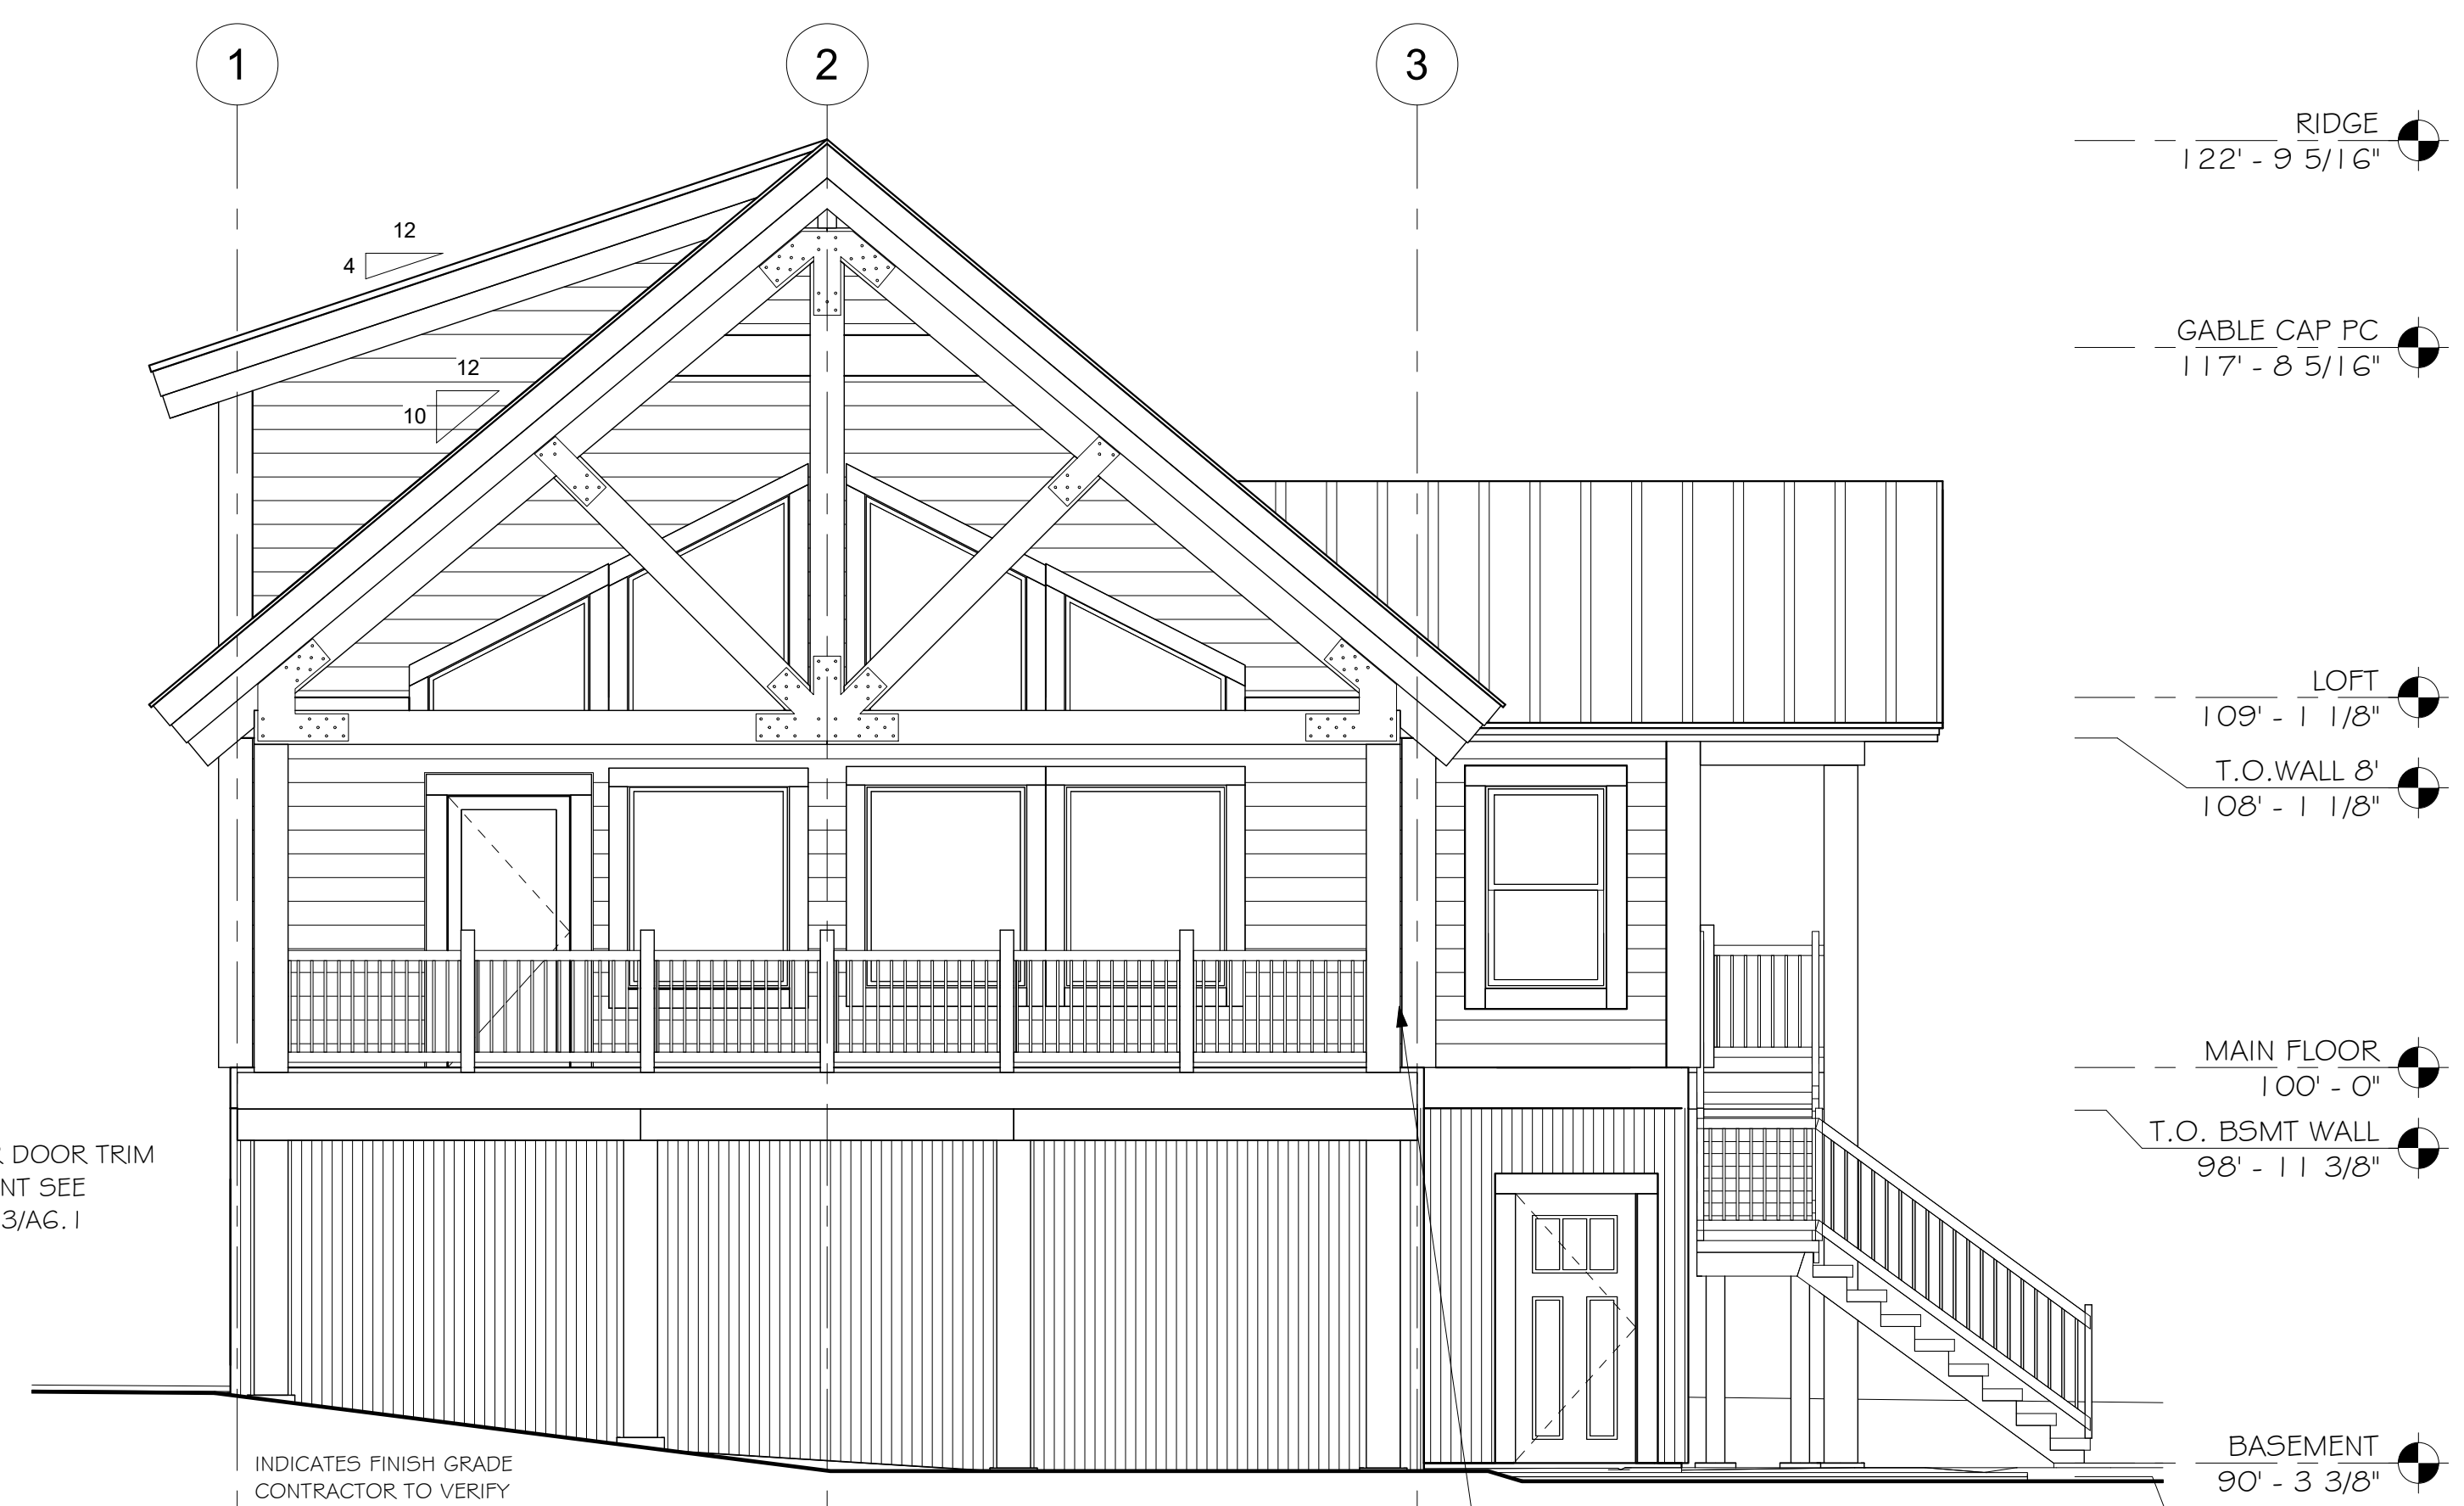 1
2
3
RIDGE
122' - 9 5/16"
12
4
GABLE CAP PC
117' - 8 5/16"
12
10
LOFT
109' - 1 1/8"
T.O.WALL 8'
108' - 1 1/8"
MAIN FLOOR
100' - 0"
T.O. BSMT WALL
98' - 11 3/8"
DOOR TRIM
SEE
3/A6.1
BASEMENT
90' - 3 3/8"
INDICATES FINISH GRADE
CONTRACTOR TO VERIFY